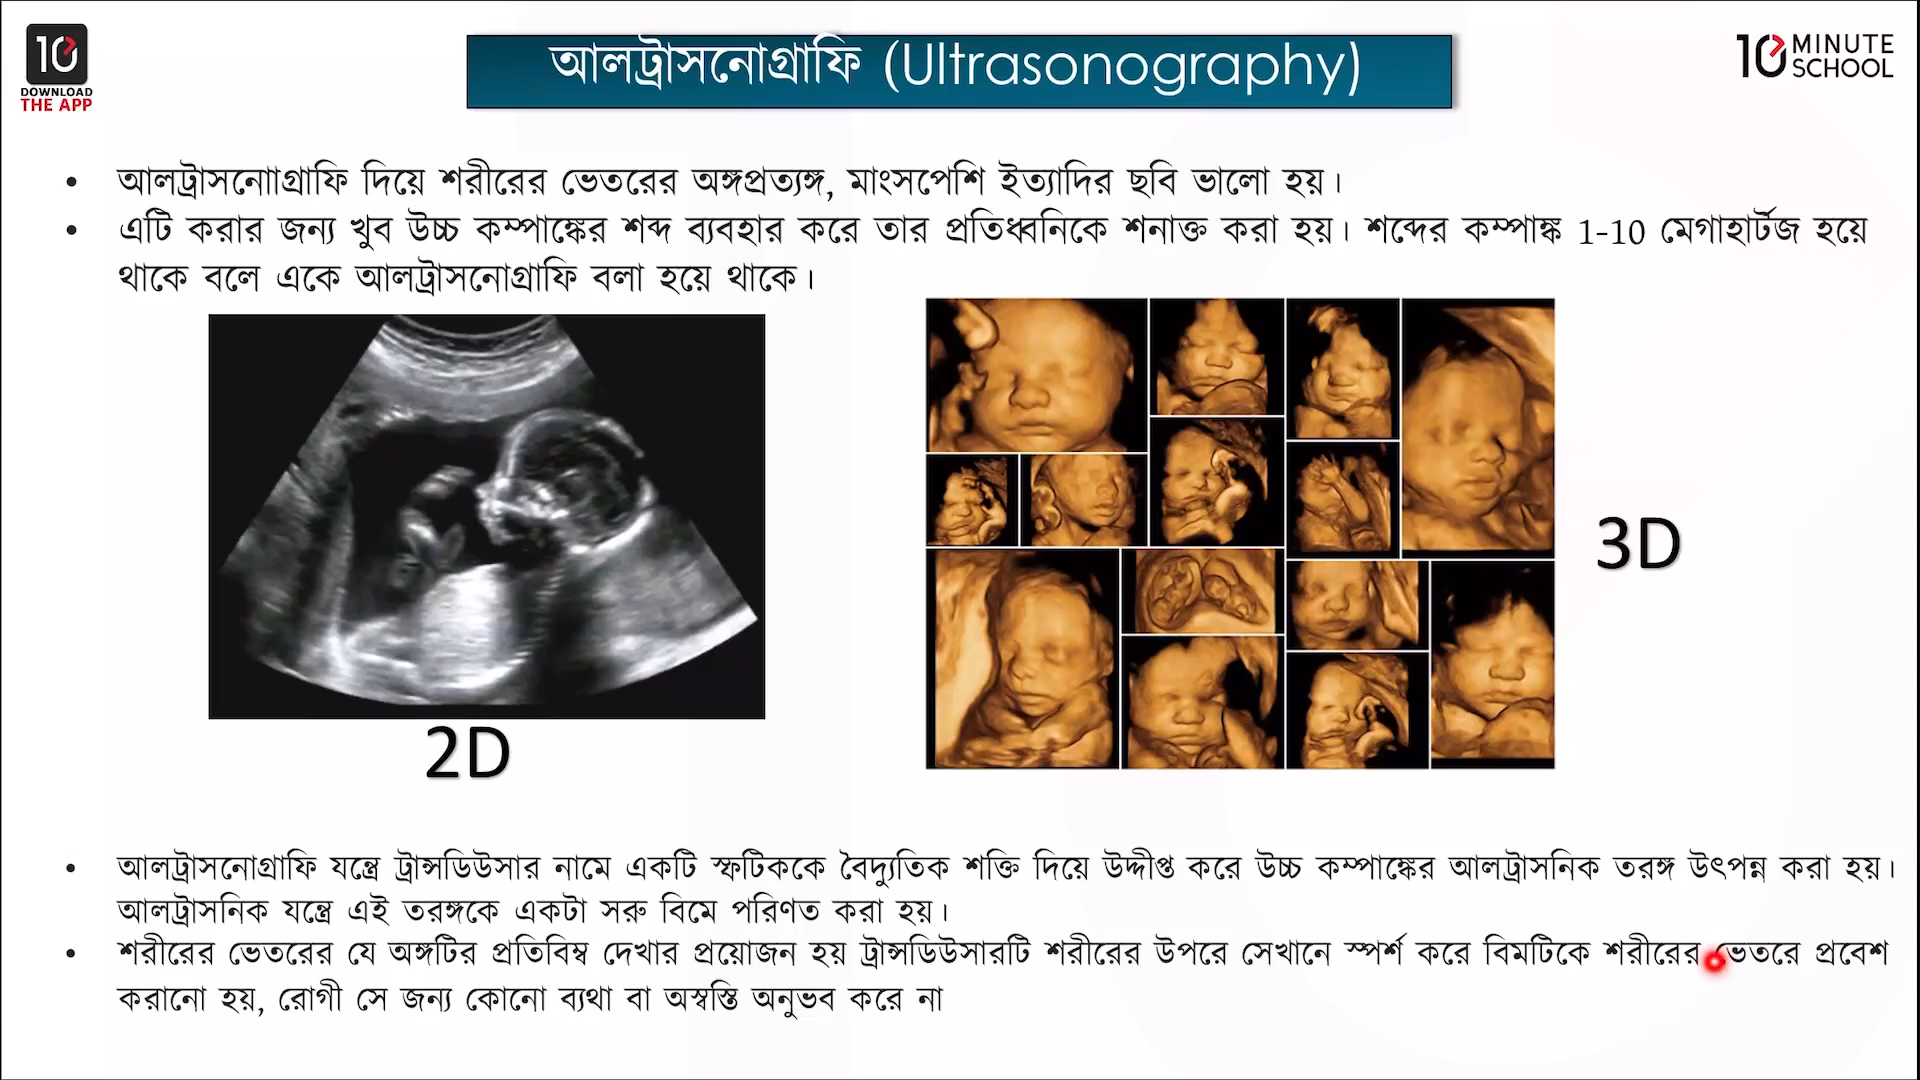 10
DOWNLOAD
THE APP
আলট্রাসনোগ্রাফি (Ultrasonography)
10 MINUTE
SCHOOL
• আলট্রাসনোাগ্রাফি দিয়ে শরীরের ভেতরের অঙ্গপ্রত্যঙ্গ, মাংসপেশি ইত্যাদির ছবি ভালো হয়।
• এটি করার জন্য খুব উচ্চ কম্পাঙ্কের শব্দ ব্যবহার করে তার প্রতিধ্বনিকে শনাক্ত করা হয়। শব্দের কম্পাঙ্ক 1-10 মেগাহার্টজ হয়ে
থাকে বলে একে আলট্রাসনোগ্রাফি বলা হয়ে থাকে।
2D
3D
• আলট্রাসনোগ্রাফি যন্ত্রে ট্রান্সডিউসার নামে একটি স্ফটিককে বৈদ্যুতিক শক্তি দিয়ে উদ্দীপ্ত করে উচ্চ কম্পাঙ্কের আলট্রাসনিক তরঙ্গ উৎপন্ন করা হয়।
আলট্রাসনিক যন্ত্রে এই তরঙ্গকে একটা সরু বিমে পরিণত করা হয়।
• শরীরের ভেতরের যে অঙ্গটির প্রতিবিম্ব দেখার প্রয়োজন হয় ট্রান্সডিউসারটি শরীরের উপরে সেখানে স্পর্শ করে বিমটিকে শরীরের ভেতরে প্রবেশ
করানো হয়, রোগী সে জন্য কোনো ব্যথা বা অস্বস্তি অনুভব করে না